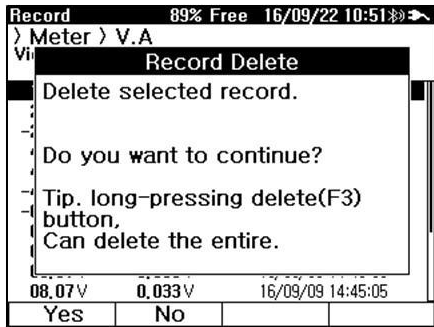 Record 89% Free 16/09/22 10:51
> Meter > V.A
Record Delete
Delete selected record.
Do you want to continue?
Tip. long-pressing delete(F3)
button,
Can delete the entire.
08.07 V 0.033 V 16/09/09 14:45:05
Yes No